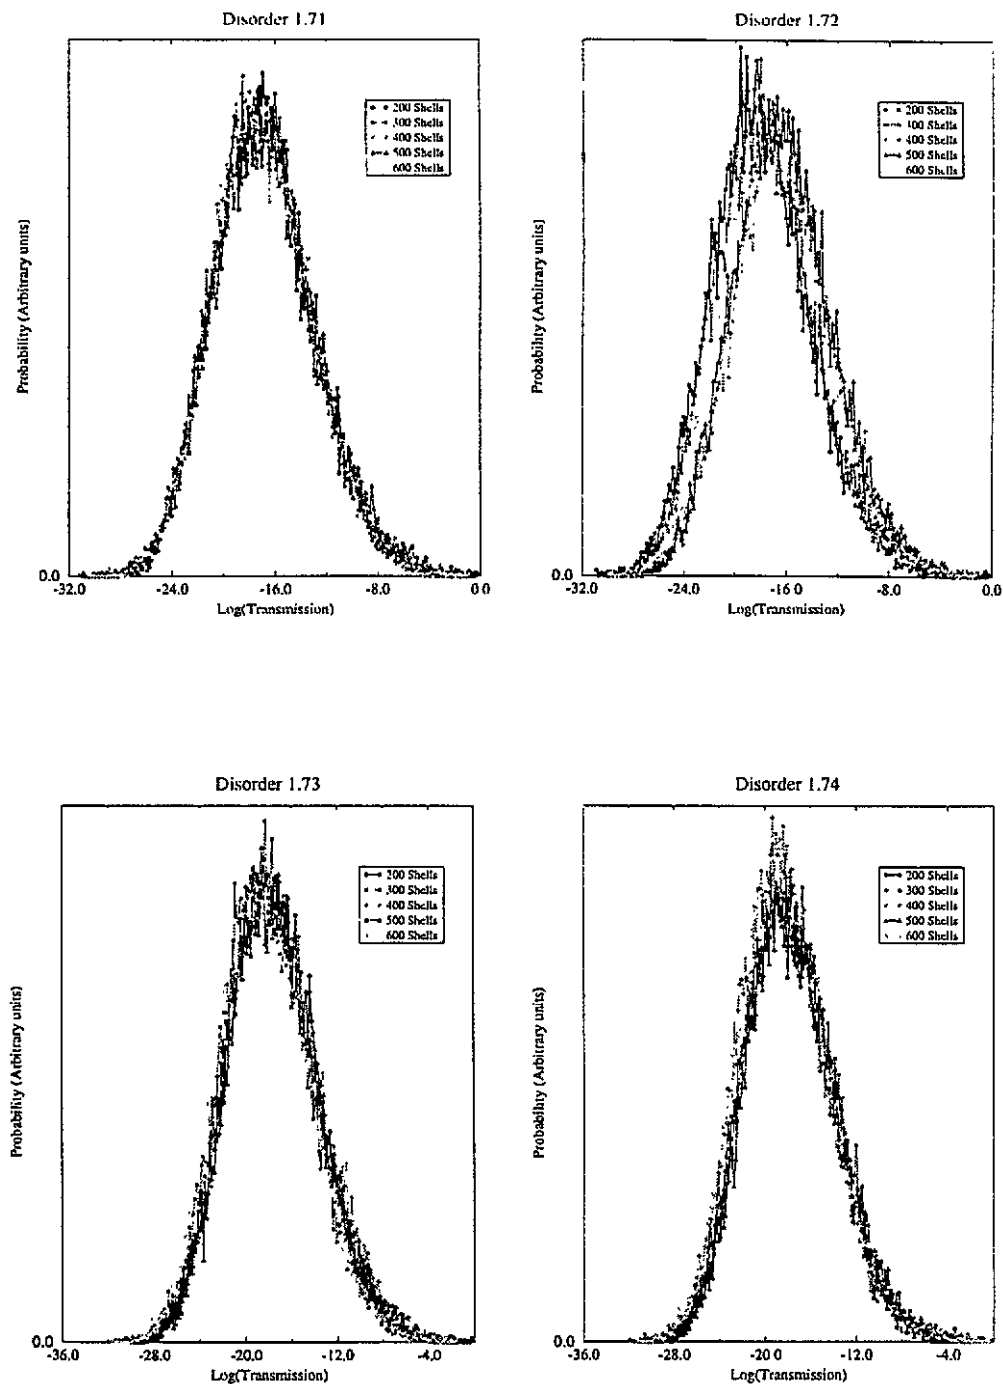 Disorder 1.71
200 Shells
300 Shells
400 Shells
500 Shells
600 Shells
Probability (Arbitrary units)
0.0
-32.0 -24.0 -16.0 -8.0 0 0
Log(Transmission)
Disorder 1.72
200 Shells
300 Shells
400 Shells
500 Shells
600 Shells
Probability (Arbitrary units)
0.0
-32.0 -24.0 -16.0 -8.0 0.0
Log(Transmission)
Disorder 1.73
200 Shells
300 Shells
400 Shells
500 Shells
600 Shells
Probability (Arbitrary units)
0.0
-36.0 -28.0 -20.0 -12.0 -4.0
Log(Transmission)
Disorder 1.74
200 Shells
300 Shells
400 Shells
500 Shells
600 Shells
Probability (Arbitrary units)
0.0
-36.0 -28.0 -20 0 -12.0 -4.0
Log(Transmission)